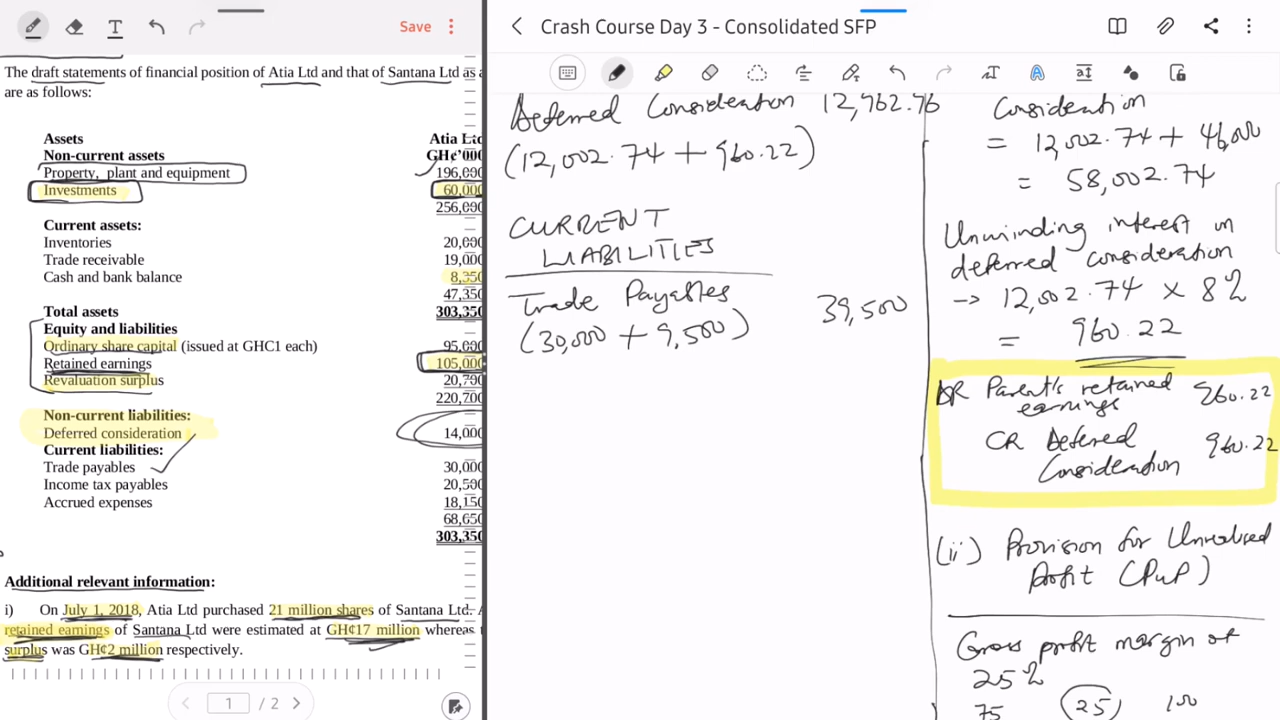 Save
The draft statements of financial position of Atia Ltd and that of Santana Ltd as a
are as follows:
Assets Atia Ltd
Non-current assets GH¢'000
Property, plant and equipment 196,000
Investments 60,000
256,000
Current assets:
Inventories 20,000
Trade receivable 19,000
Cash and bank balance 8,350
47,350
Total assets 303,350
Equity and liabilities
Ordinary share capital (issued at GHC1 each) 95,000
Retained earnings 105,000
Revaluation surplus 20,700
220,700
Non-current liabilities:
Deferred consideration 14,000
Current liabilities:
Trade payables 30,000
Income tax payables 20,500
Accrued expenses 18,150
68,650
303,350
Additional relevant information:
i) On July 1, 2018, Atia Ltd purchased 21 million shares of Santana Ltd.
retained earnings of Santana Ltd were estimated at GH¢17 million whereas
surplus was GH¢2 million respectively.
1 / 2
Crash Course Day 3 - Consolidated SFP
Deferred Consideration 12,962.96
(12,002.74 + 960.22)
CURRENT
LIABILITIES
Trade Payables
(30,000 + 9,500) 39,500
Consideration
= 12,002.74 + 46,000
= 58,002.74
Unwinding interest on
deferred consideration
→ 12,002.74 × 8%
= 960.22
DR Parent's retained
earnings 960.22
CR Deferred
Consideration 960.22
(ii) Provision for Unrealised
Profit (PuP)
Gross profit margin of
25%
75 25 100